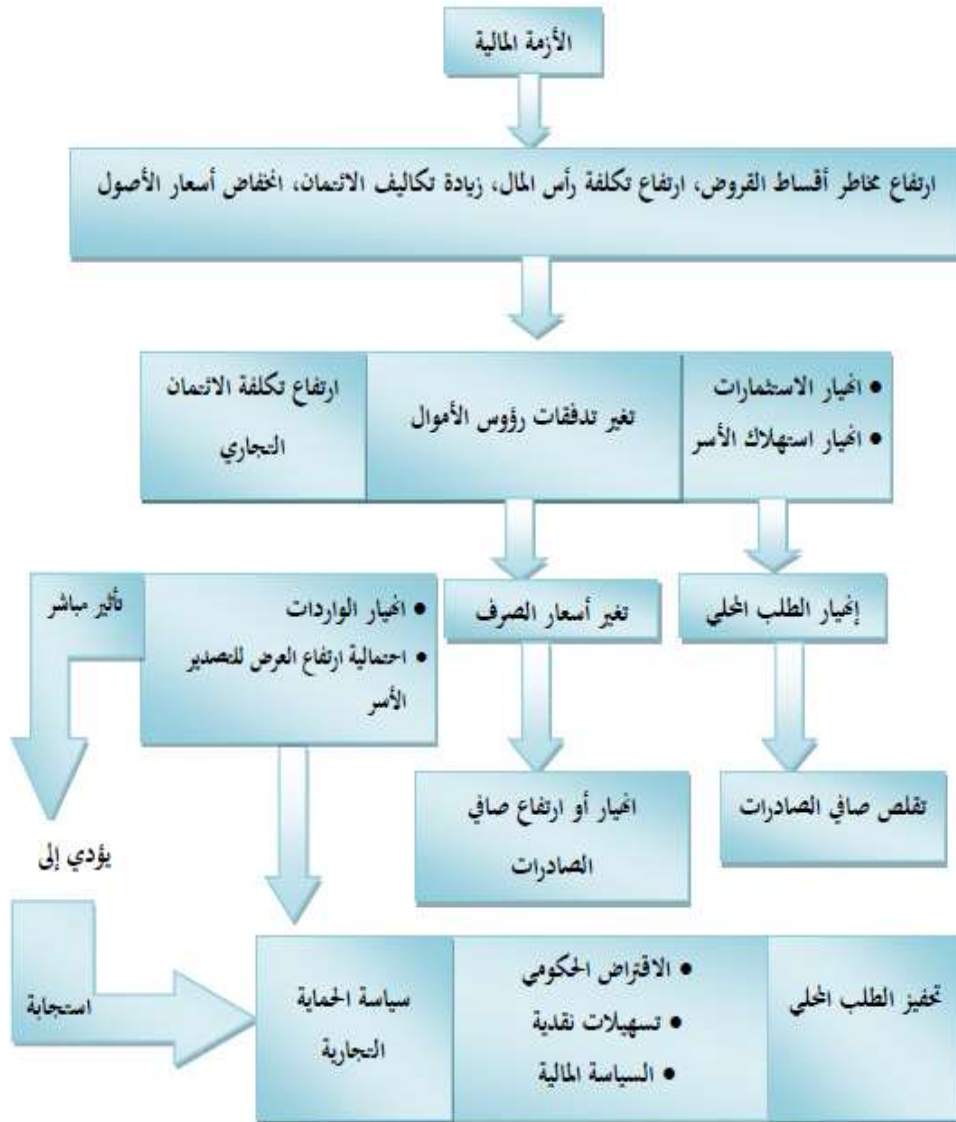 الأزمة المالية
ارتفاع مخاطر أقساط القروض، ارتفاع تكلفة رأس المال، زيادة تكاليف الائتمان، انخفاض أسعار الأصول
• انهيار الاستثمارات
• انهيار استهلاك الأسر
تغير تدفقات رؤوس الأموال
ارتفاع تكلفة الائتمان
التجاري
إنهيار الطلب المحلي
تغير أسعار الصرف
• انهيار الواردات
• احتمالية ارتفاع العرض للتصدير
الأسر
تأثير مباشر
تقلص صافي الصادرات
انهيار أو ارتفاع صافي
الصادرات
يؤدي إلى
تحفيز الطلب المحلي
• الاقتراض الحكومي
• تسهيلات نقدية
• السياسة المالية
سياسة الحماية
التجارية
استجابة